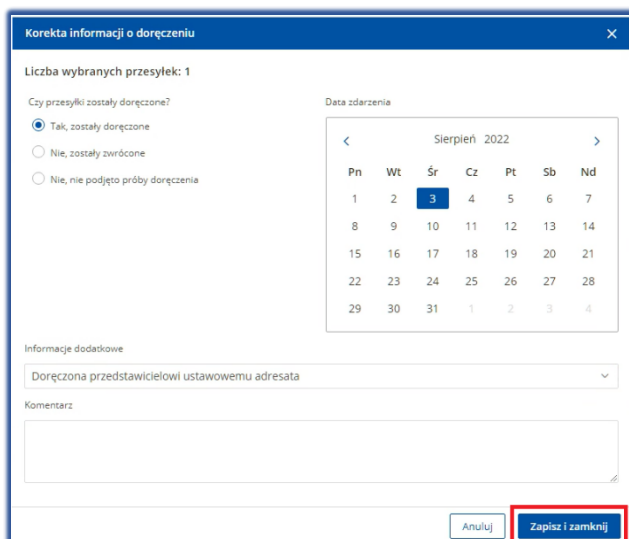 Korekta informacji o doręczeniu
Liczba wybranych przesyłek: 1
Czy przesyłki zostały doręczone?
Tak, zostały doręczone
Nie, zostały zwrócone
Nie, nie podjęto próby doręczenia
Data zdarzenia
Sierpień 2022
Pn Wt Śr Cz Pt Sb Nd
1 2 3 4 5 6 7
8 9 10 11 12 13 14
15 16 17 18 19 20 21
22 23 24 25 26 27 28
29 30 31 1 2 3 4
Informacje dodatkowe
Doręczona przedstawicielowi ustawowemu adresata
Komentarz
Anuluj
Zapisz i zamknij